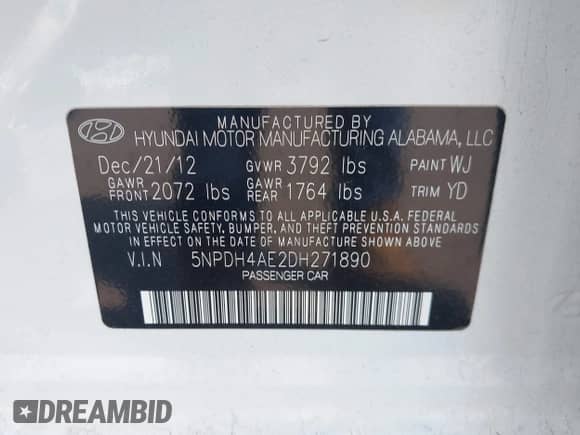 MANUFACTURED BY
HYUNDAI MOTOR MANUFACTURING ALABAMA, LLC
Dec/21/12 GVWR 3792 lbs PAINT WJ
GAWR FRONT 2072 lbs GAWR REAR 1764 lbs TRIM YD
THIS VEHICLE CONFORMS TO ALL APPLICABLE U.S.A. FEDERAL
MOTOR VEHICLE SAFETY, BUMPER, AND THEFT PREVENTION STANDARDS
IN EFFECT ON THE DATE OF MANUFACTURE SHOWN ABOVE
V.I.N 5NPDH4AE2DH271890
PASSENGER CAR
DREAMBID